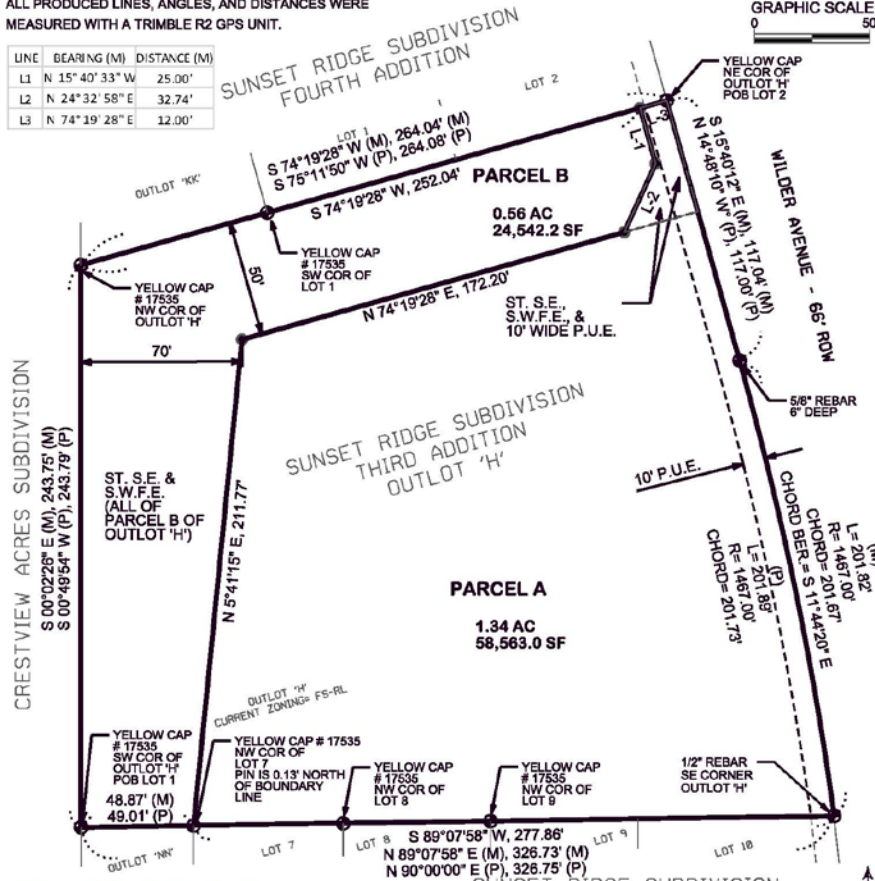 ALL PRODUCED LINES, ANGLES, AND DISTANCES WERE
MEASURED WITH A TRIMBLE R2 GPS UNIT.
GRAPHIC SCALE
0 50
LINE BEARING (M) DISTANCE (M)
L1 N 15°40'33" W 25.00'
L2 N 24°32'58" E 32.74'
L3 N 74°19'28" E 12.00'
SUNSET RIDGE SUBDIVISION
FOURTH ADDITION
LOT 2
LOT 1
OUTLOT 'KK'
YELLOW CAP
NE COR OF
OUTLOT 'H'
POB LOT 2
S 74°19'28" W (M), 264.04' (M)
S 75°11'50" W (P), 264.08' (P)
S 74°19'28" W, 252.04'
L-3
L-1
L-2
PARCEL B
0.56 AC
24,542.2 SF
S 15°40'12" E (M), 117.04' (M)
N 14°48'10" W (P), 117.00' (P)
WILDER AVENUE - 66' ROW
YELLOW CAP
# 17535
SW COR OF
LOT 1
YELLOW CAP
# 17535
NW COR OF
OUTLOT 'H'
50'
N 74°19'28" E, 172.20'
ST. S.E.,
S.W.F.E., &
10' WIDE P.U.E.
70'
5/8" REBAR
6" DEEP
CRESTVIEW ACRES SUBDIVISION
S 00°02'26" E (M), 243.75' (M)
S 00°49'54" W (P), 243.79' (P)
ST. S.E. &
S.W.F.E.
(ALL OF
PARCEL B OF
OUTLOT 'H')
N 5°41'15" E, 211.77'
SUNSET RIDGE SUBDIVISION
THIRD ADDITION
OUTLOT 'H'
10' P.U.E.
(M)
L= 201.82'
R= 1467.00'
CHORD= 201.67'
CHORD BER.= S 11°44'20" E
(P)
L= 201.89'
R= 1467.00'
CHORD= 201.73'
PARCEL A
1.34 AC
58,563.0 SF
OUTLOT 'H'
CURRENT ZONING= FS-RL
YELLOW CAP
# 17535
SW COR OF
OUTLOT 'H'
POB LOT 1
48.87' (M)
49.01' (P)
YELLOW CAP # 17535
NW COR OF
LOT 7
PIN IS 0.13' NORTH
OF BOUNDARY
LINE
YELLOW CAP
# 17535
NW COR OF
LOT 8
YELLOW CAP
# 17535
NW COR OF
LOT 9
1/2" REBAR
SE CORNER
OUTLOT 'H'
OUTLOT 'NN'
LOT 7
LOT 8
LOT 9
LOT 10
S 89°07'58" W, 277.86'
N 89°07'58" E (M), 326.73' (M)
N 90°00'00" E (P), 326.75' (P)
SUNSET RIDGE SUBDIVISION